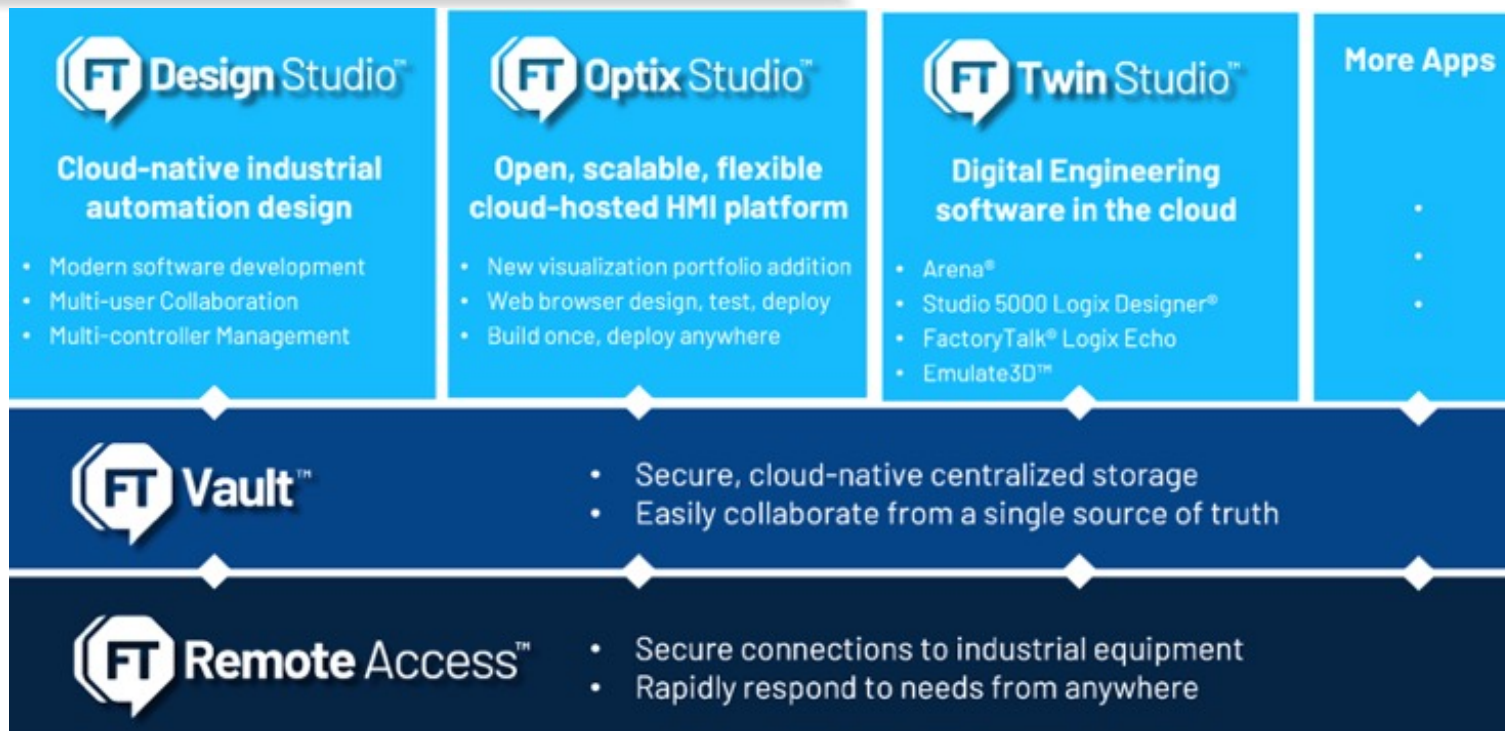 FT Design Studio™
Cloud-native industrial
automation design
• Modern software development
• Multi-user Collaboration
• Multi-controller Management
FT Optix Studio™
Open, scalable, flexible
cloud-hosted HMI platform
• New visualization portfolio addition
• Web browser design, test, deploy
• Build once, deploy anywhere
FT Twin Studio™
Digital Engineering
software in the cloud
• Arena®
• Studio 5000 Logix Designer®
• FactoryTalk® Logix Echo
• Emulate3D™
More Apps
•
•
•
FT Vault™
• Secure, cloud-native centralized storage
• Easily collaborate from a single source of truth
FT Remote Access™
• Secure connections to industrial equipment
• Rapidly respond to needs from anywhere